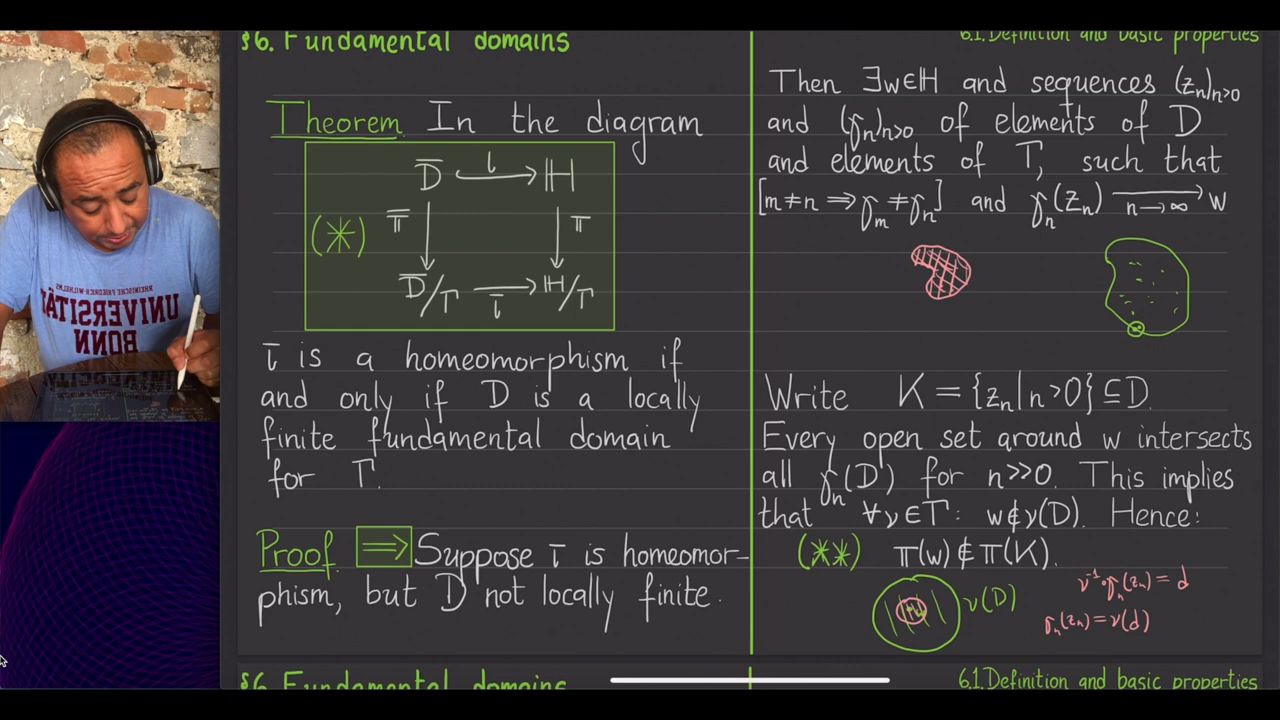 §6. Fundamental domains
Theorem. In the diagram
D̅ ι ℍ
(*) π̅ π
D̅/Γ ι̅ ℍ/Γ
ι̅ is a homeomorphism if
and only if D is a locally
finite fundamental domain
for Γ.
Proof. ⟹ Suppose ι̅ is homeomor-
phism, but D not locally finite.
6.1. Definition and basic properties
Then ∃w∈ℍ and sequences (zₙ)ₙ>₀
and (γₙ)ₙ>₀ of elements of D
and elements of Γ, such that
[m≠n ⟹ γₘ≠γₙ] and γₙ(zₙ) ⟶ w
n→∞
Write K = {zₙ | n>0} ⊆ D.
Every open set around w intersects
all γₙ(D) for n>>0. This implies
that ∀ν∈Γ: w∉ν(D). Hence:
(**) π(w) ∉ π(K).
ν(D)
ν⁻¹∘γₙ(zₙ) = d
γₙ(zₙ) = ν(d)
RHEINISCHE FRIEDRICH-WILHELMS-
UNIVERSITÄT
BONN
§6. Fundamental domains
6.1. Definition and basic properties